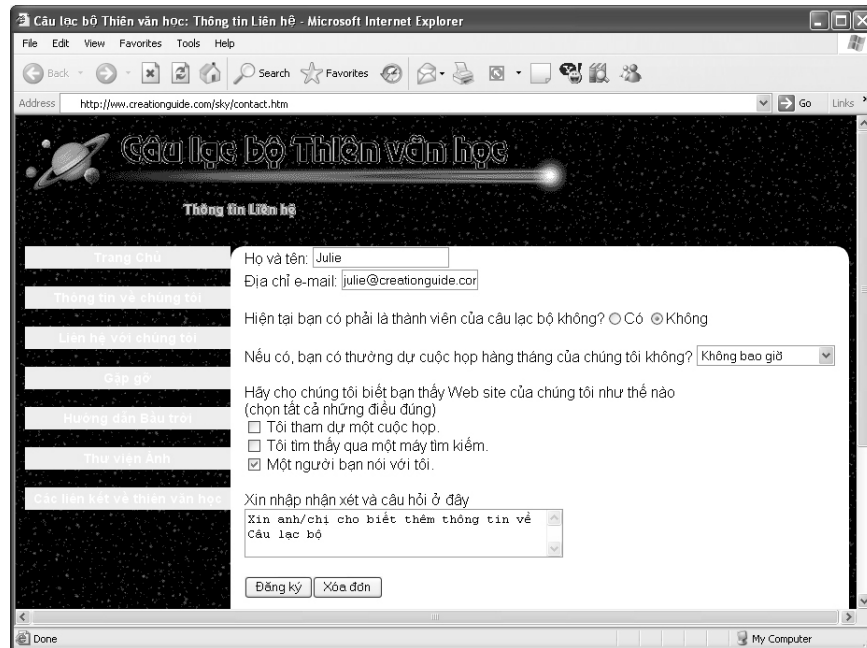 Câu lạc bộ Thiên văn học: Thông tin Liên hệ - Microsoft Internet Explorer
File Edit View Favorites Tools Help
Back Search Favorites
Address http://ww.creationguide.com/sky/contact.htm Go Links
Câu lạc bộ Thiên văn học
Thông tin Liên hệ
Trang Chủ
Thông tin về chúng tôi
Liên hệ với chúng tôi
Gặp gỡ
Hướng dẫn Bầu trời
Thư viện Ảnh
Các liên kết về thiên văn học
Họ và tên: Julie
Địa chỉ e-mail: julie@creationguide.cor
Hiện tại bạn có phải là thành viên của câu lạc bộ không? Có Không
Nếu có, bạn có thường dự cuộc họp hàng tháng của chúng tôi không? Không bao giờ
Hãy cho chúng tôi biết bạn thấy Web site của chúng tôi như thế nào
(chọn tất cả những điều đúng)
Tôi tham dự một cuộc họp.
Tôi tìm thấy qua một máy tìm kiếm.
Một người bạn nói với tôi.
Xin nhập nhận xét và câu hỏi ở đây
Xin anh/chị cho biết thêm thông tin về
Câu lạc bộ
Đăng ký Xóa đơn
Done My Computer